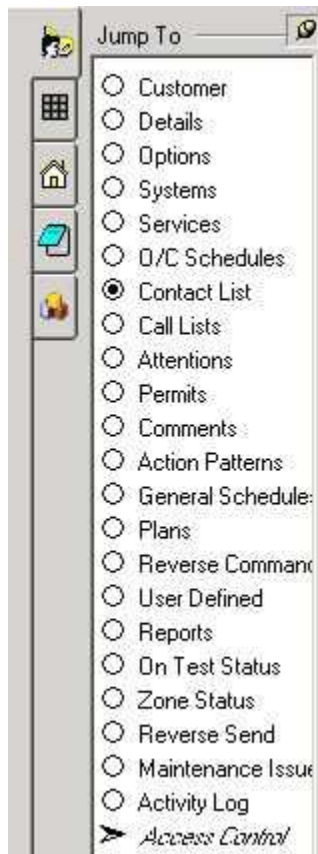 Jump To
Customer
Details
Options
Systems
Services
O/C Schedules
Contact List
Call Lists
Attentions
Permits
Comments
Action Patterns
General Schedule
Plans
Reverse Comman
User Defined
Reports
On Test Status
Zone Status
Reverse Send
Maintenance Issue
Activity Log
Access Control